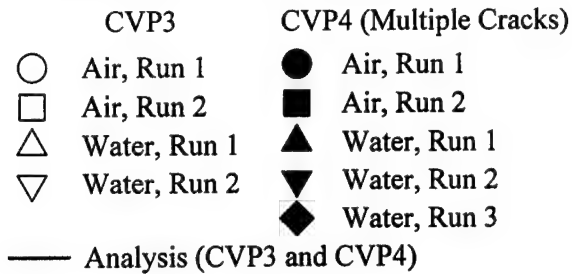 CVP3 CVP4 (Multiple Cracks)
Air, Run 1 Air, Run 1
Air, Run 2 Air, Run 2
Water, Run 1 Water, Run 1
Water, Run 2 Water, Run 2
Water, Run 3
Analysis (CVP3 and CVP4)